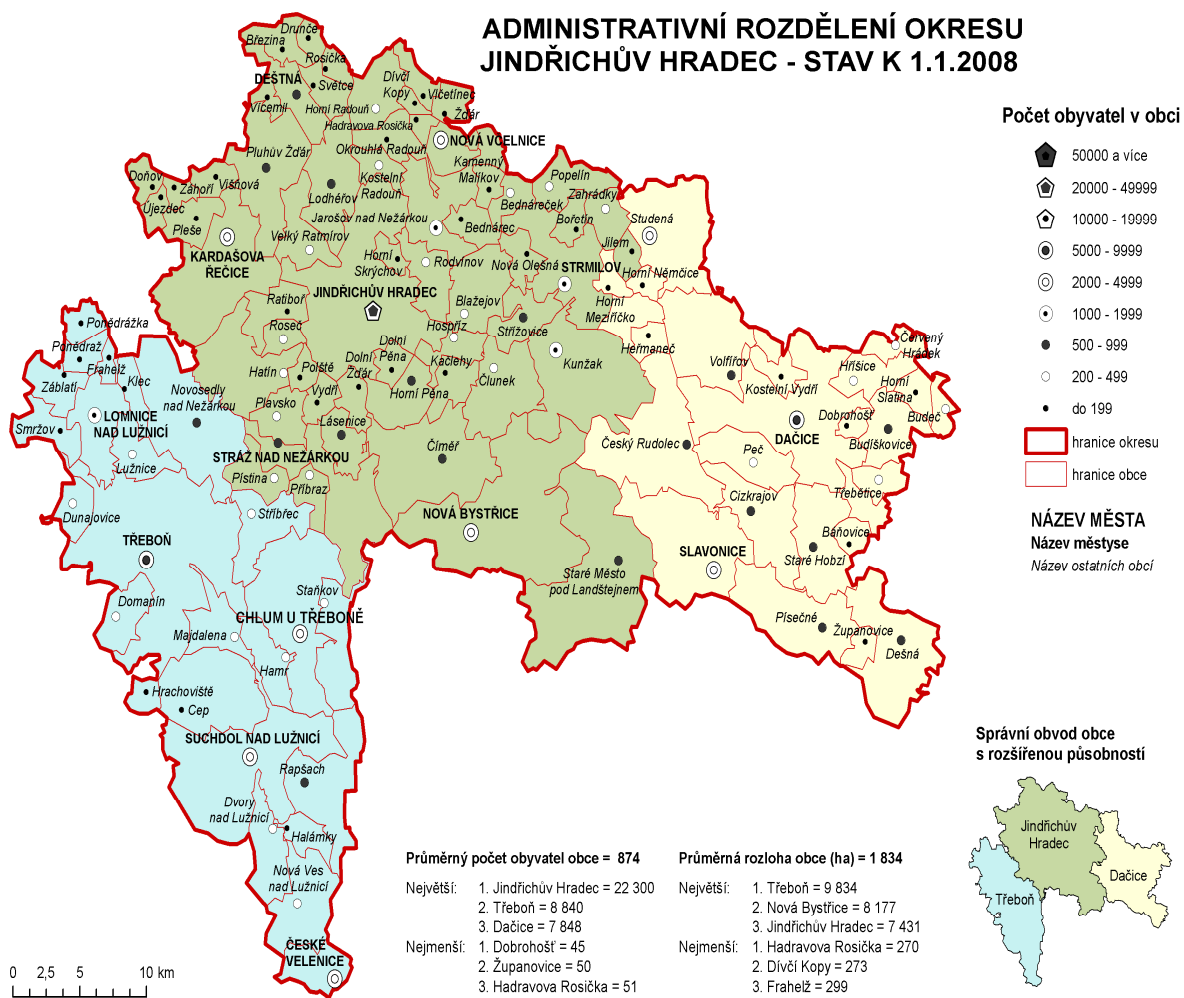 ADMINISTRATIVNÍ ROZDĚLENÍ OKRESU
JINDŘICHŮV HRADEC - STAV K 1.1.2008
Počet obyvatel v obci
50000 a více
20000 - 49999
10000 - 19999
5000 - 9999
2000 - 4999
1000 - 1999
500 - 999
200 - 499
do 199
hranice okresu
hranice obce
NÁZEV MĚSTA
Název městyse
Název ostatních obcí
Drunče
Březina
Rosička
DEŠTNÁ
Světce
Dívčí
Kopy
Vlčetínec
Vícemil
Horní Radouň
Žďár
Hadravova Rosička
NOVÁ VČELNICE
Okrouhlá Radouň
Pluhův Žďár
Kamenný
Malíkov
Kostelní
Radouň
Popelín
Doňov
Záhoří
Višňová
Lodhéřov
Zahrádky
Bednáreček
Újezdec
Pleše
Jarošov nad Nežárkou
Bednárec
Bořetín
Studená
Velký Ratmírov
Jilem
KARDAŠOVA
ŘEČICE
Horní
Skrýchov
Rodvínov
Nová Olešná
STRMILOV
Horní Němčice
JINDŘICHŮV HRADEC
Ratiboř
Blažejov
Horní
Meziříčko
Roseč
Hospříz
Střížovice
Ponědrážka
Ponědraž
Frahelž
Dolní
Pěna
Dolní
Žďár
Kačlehy
Kunžak
Heřmaneč
Červený
Hrádek
Záblatí
Klec
Novosedly
nad Nežárkou
Hatín
Polště
Vydří
Horní Pěna
Člunek
Volfířov
Kostelní Vydří
Hříšice
Horní
Slatina
LOMNICE
NAD LUŽNICÍ
Plavsko
Lásenice
Budeč
Dobrohošť
Smržov
DAČICE
Budíškovice
Český Rudolec
STRÁŽ NAD NEŽÁRKOU
Číměř
Peč
Lužnice
Pístina
Příbraz
Cizkrajov
Třebětice
Dunajovice
Stříbřec
NOVÁ BYSTŘICE
TŘEBOŇ
Báňovice
SLAVONICE
Staré Hobzí
Staré Město
pod Landštejnem
Staňkov
Domanín
CHLUM U TŘEBONĚ
Majdalena
Písečné
Županovice
Dešná
Hamr
Hrachoviště
Cep
SUCHDOL NAD LUŽNICÍ
Rapšach
Dvory
nad Lužnicí
Halámky
Nová Ves
nad Lužnicí
ČESKÉ
VELENICE
Správní obvod obce
s rozšířenou působností
Jindřichův
Hradec
Dačice
Třeboň
Průměrný počet obyvatel obce = 874
Největší: 1. Jindřichův Hradec = 22 300
2. Třeboň = 8 840
3. Dačice = 7 848
Nejmenší: 1. Dobrohošť = 45
2. Županovice = 50
3. Hadravova Rosička = 51
Průměrná rozloha obce (ha) = 1 834
Největší: 1. Třeboň = 9 834
2. Nová Bystřice = 8 177
3. Jindřichův Hradec = 7 431
Nejmenší: 1. Hadravova Rosička = 270
2. Dívčí Kopy = 273
3. Frahelž = 299
0 2,5 5 10 km